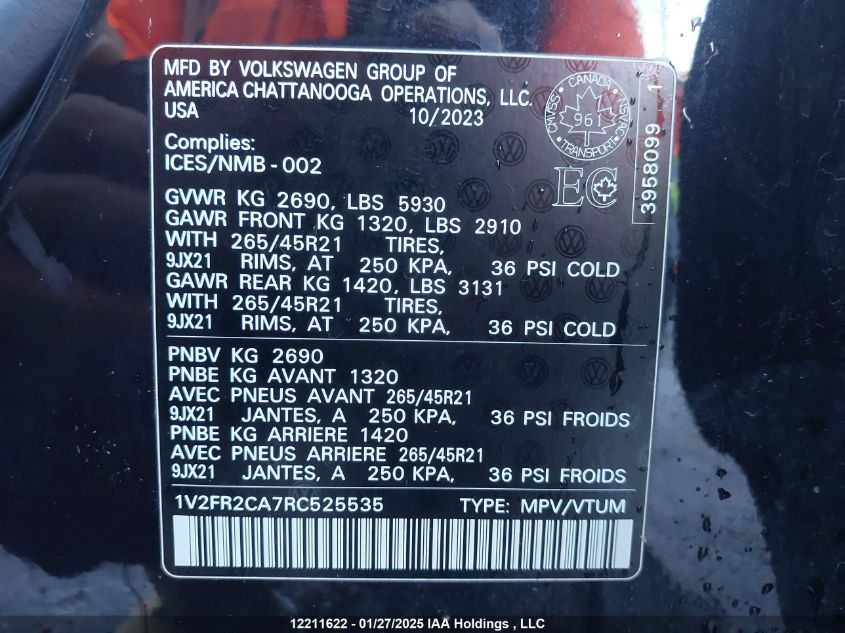 MFD BY VOLKSWAGEN GROUP OF
AMERICA CHATTANOOGA OPERATIONS, LLC.
USA 10/2023
CANADA
CMVSS NSVAC
961
TRANSPORT
EC
3958099 1
Complies:
ICES/NMB-002
GVWR KG 2690, LBS 5930
GAWR FRONT KG 1320, LBS 2910
WITH 265/45R21 TIRES,
9JX21 RIMS, AT 250 KPA, 36 PSI COLD
GAWR REAR KG 1420, LBS 3131
WITH 265/45R21 TIRES,
9JX21 RIMS, AT 250 KPA, 36 PSI COLD
PNBV KG 2690
PNBE KG AVANT 1320
AVEC PNEUS AVANT 265/45R21
9JX21 JANTES, A 250 KPA, 36 PSI FROIDS
PNBE KG ARRIERE 1420
AVEC PNEUS ARRIERE 265/45R21
9JX21 JANTES, A 250 KPA, 36 PSI FROIDS
1V2FR2CA7RC525535 TYPE: MPV/VTUM
12211622 - 01/27/2025 IAA Holdings , LLC